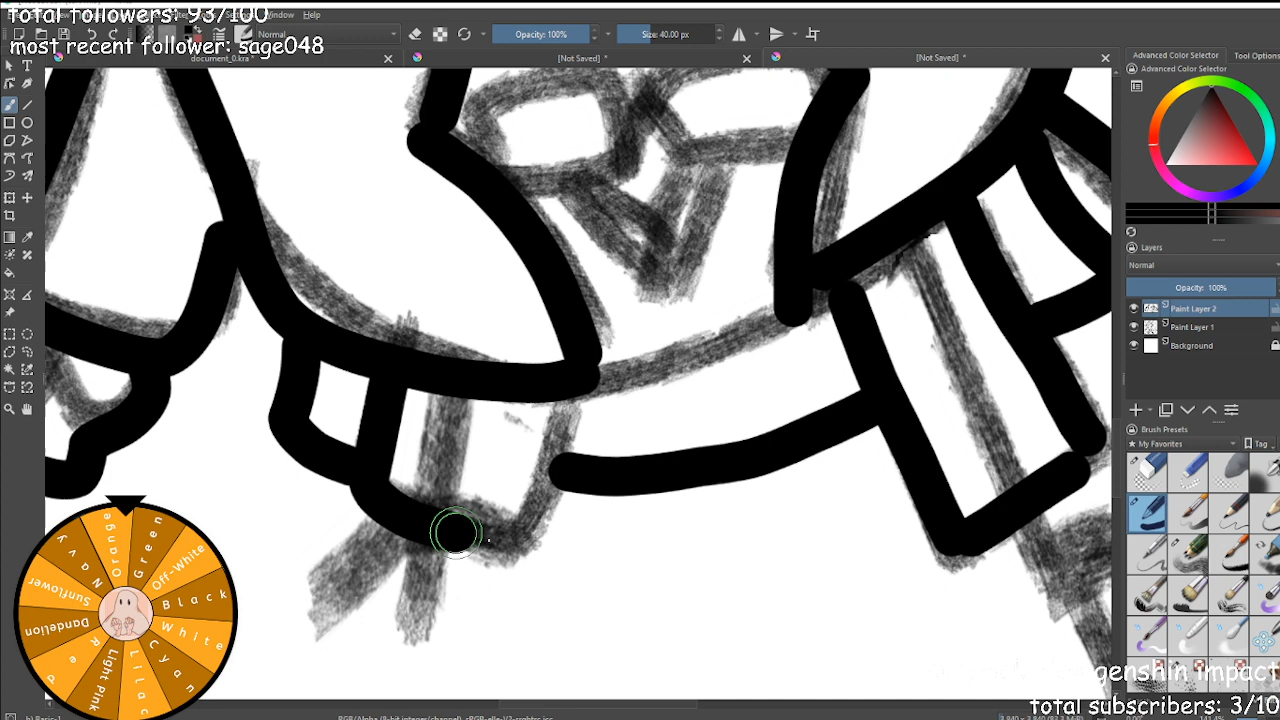 total followers: 93/100
most recent follower: sage048
Window Help
Normal
Opacity: 100%
Size: 40.00 px
document_0.kra *
[Not Saved] *
[Not Saved] *
Advanced Color Selector
Tool Options
Advanced Color Selector
Layers
Normal
Opacity: 100%
Paint Layer 2
Paint Layer 1
Background
Brush Presets
My Favorites
Tag
Orange
Green
Off-White
Black
White
Cyan
Lilac
Light Pink
Red
Dandelion
Sunflower
Navy
genshin impact
total subscribers: 3/10